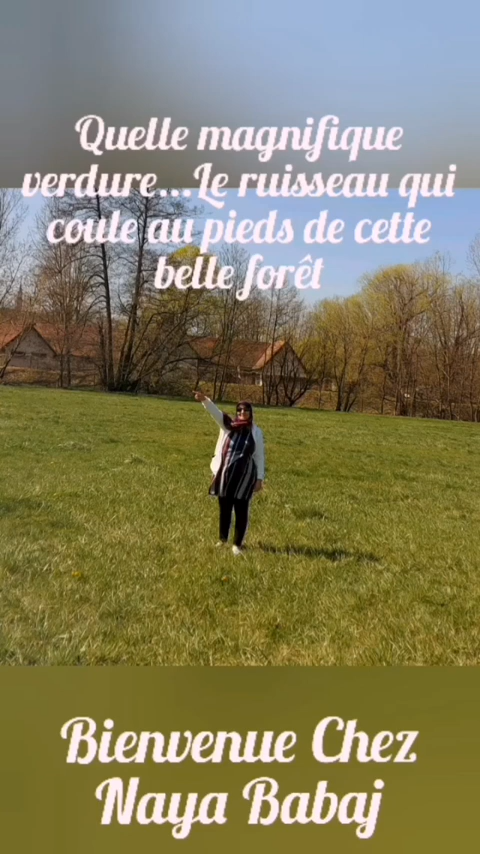 Quelle magnifique
verdure...Le ruisseau qui
coule au pieds de cette
belle forêt
Bienvenue Chez
Naya Babaj